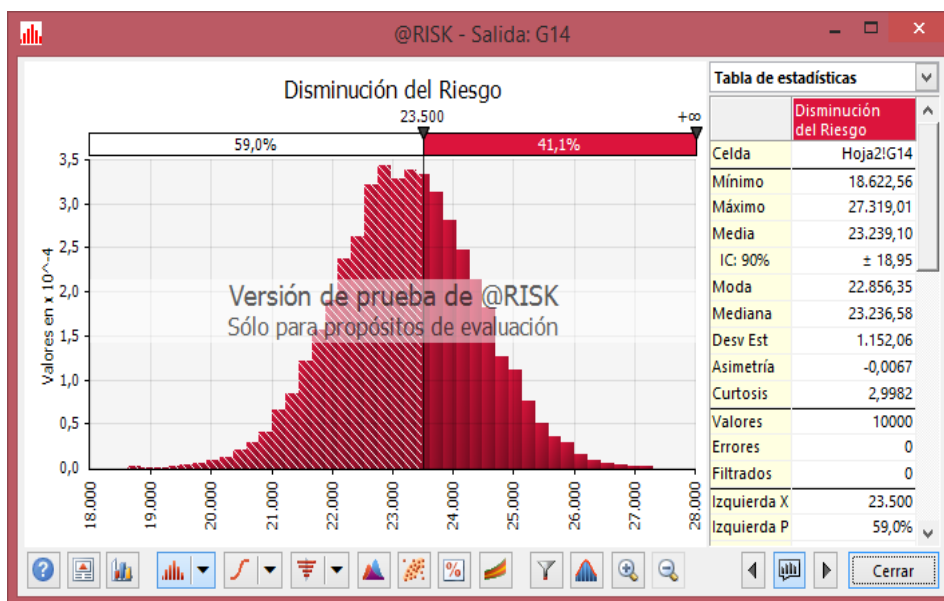 @RISK - Salida: G14
Disminución del Riesgo
23.500
+∞
59,0%
41,1%
3,5
3,0
2,5
2,0
1,5
1,0
0,5
0,0
Valores en x 10^-4
18.000
19.000
20.000
21.000
22.000
23.000
24.000
25.000
26.000
27.000
28.000
Versión de prueba de @RISK
Sólo para propósitos de evaluación
Tabla de estadísticas
Disminución
del Riesgo
Celda Hoja2!G14
Mínimo 18.622,56
Máximo 27.319,01
Media 23.239,10
IC: 90% ± 18,95
Moda 22.856,35
Mediana 23.236,58
Desv Est 1.152,06
Asimetría -0,0067
Curtosis 2,9982
Valores 10000
Errores 0
Filtrados 0
Izquierda X 23.500
Izquierda P 59,0%
Cerrar